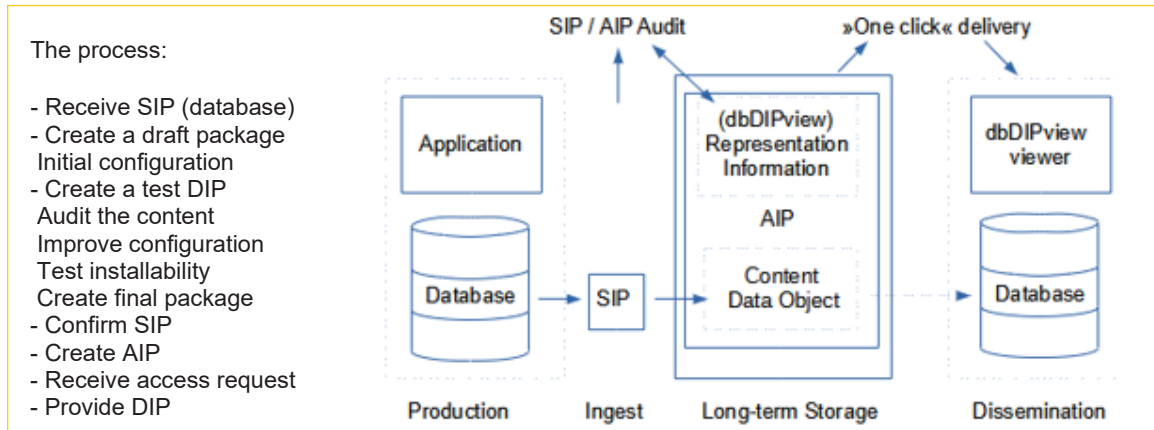 The process:
- Receive SIP (database)
- Create a draft package
Initial configuration
- Create a test DIP
Audit the content
Improve configuration
Test installability
Create final package
- Confirm SIP
- Create AIP
- Receive access request
- Provide DIP
SIP / AIP Audit
»One click« delivery
Application
(dbDIPview)
Representation
Information
dbDIPview
viewer
AIP
Database
SIP
Content
Data Object
Database
Production
Ingest
Long-term Storage
Dissemination